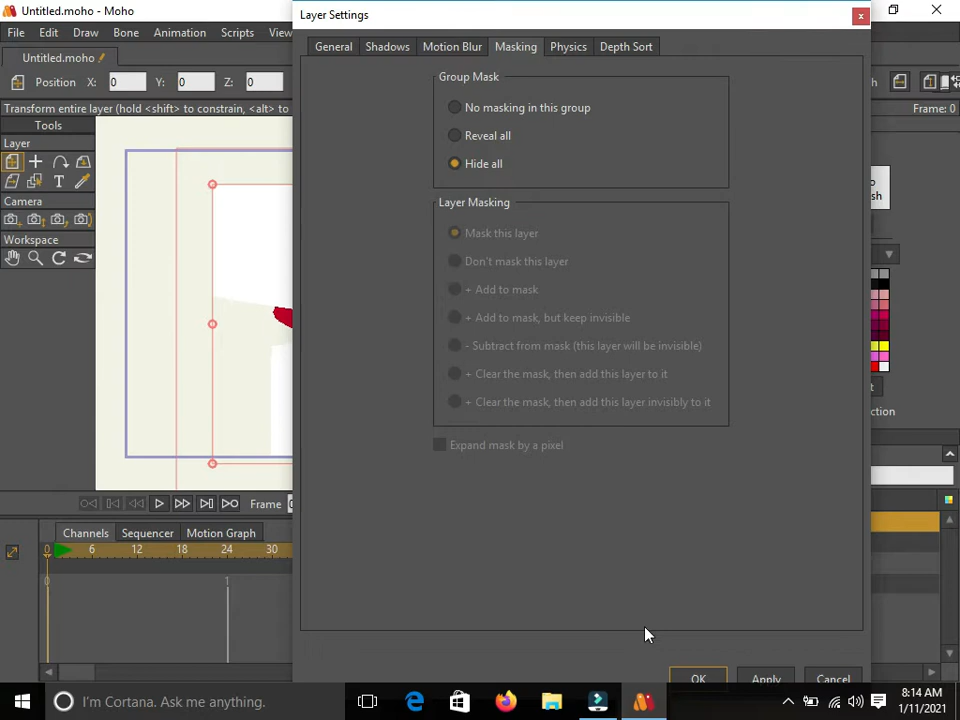 Untitled.moho - Moho
Layer Settings
File Edit Draw Bone Animation Scripts View
General Shadows Motion Blur Masking Physics Depth Sort
Untitled.moho
Position X: 0 Y: 0 Z: 0
Group Mask
Transform entire layer (hold <shift> to constrain, <alt> to
Frame: 0
No masking in this group
Tools
Reveal all
Layer
Hide all
Camera
Layer Masking
Workspace
Mask this layer
Don't mask this layer
+ Add to mask
+ Add to mask, but keep invisible
- Subtract from mask (this layer will be invisible)
+ Clear the mask, then add this layer to it
+ Clear the mask, then add this layer invisibly to it
Expand mask by a pixel
Frame
Channels Sequencer Motion Graph
0 6 12 18 24 30
0 1
OK Apply Cancel
I'm Cortana. Ask me anything.
8:14 AM
1/11/2021